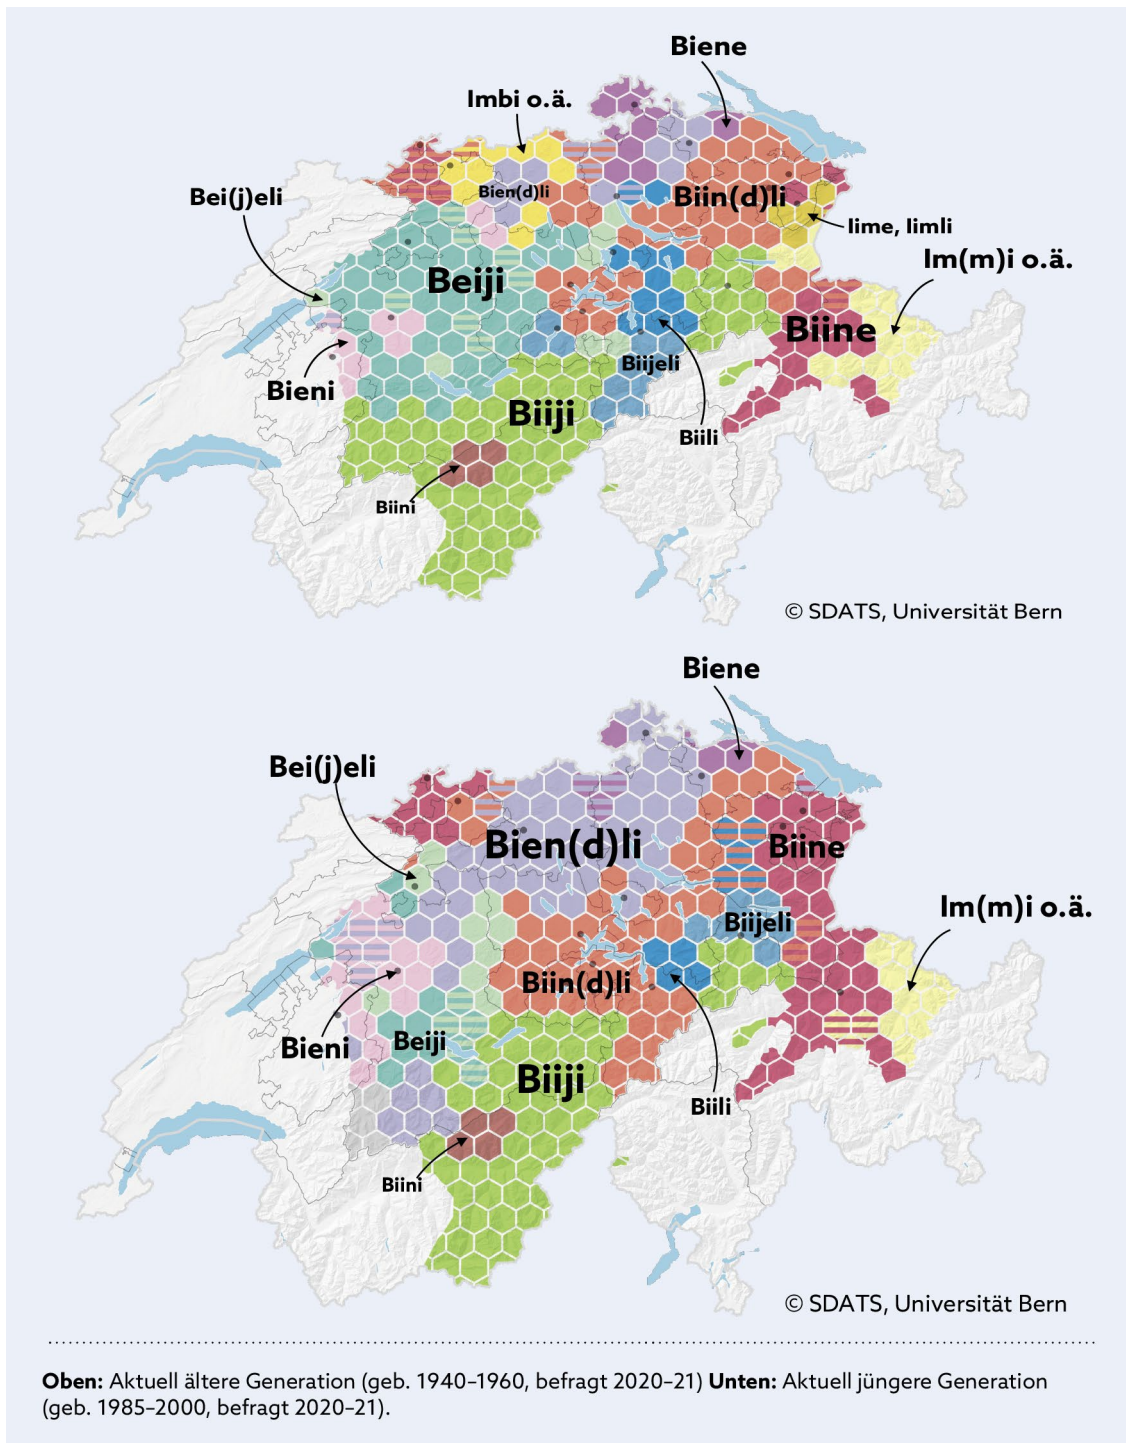 Biene
Imbi o.ä.
Bien(d)li
Bei(j)eli
Biin(d)li
Iime, Iimli
Im(m)i o.ä.
Beiji
Biine
Bieni
Biijeli
Biiji
Biili
Biini
© SDATS, Universität Bern
Biene
Bei(j)eli
Bien(d)li
Biine
Im(m)i o.ä.
Biijeli
Biin(d)li
Bieni
Beiji
Biiji
Biili
Biini
© SDATS, Universität Bern
Oben: Aktuell ältere Generation (geb. 1940–1960, befragt 2020–21) Unten: Aktuell jüngere Generation
(geb. 1985–2000, befragt 2020–21).